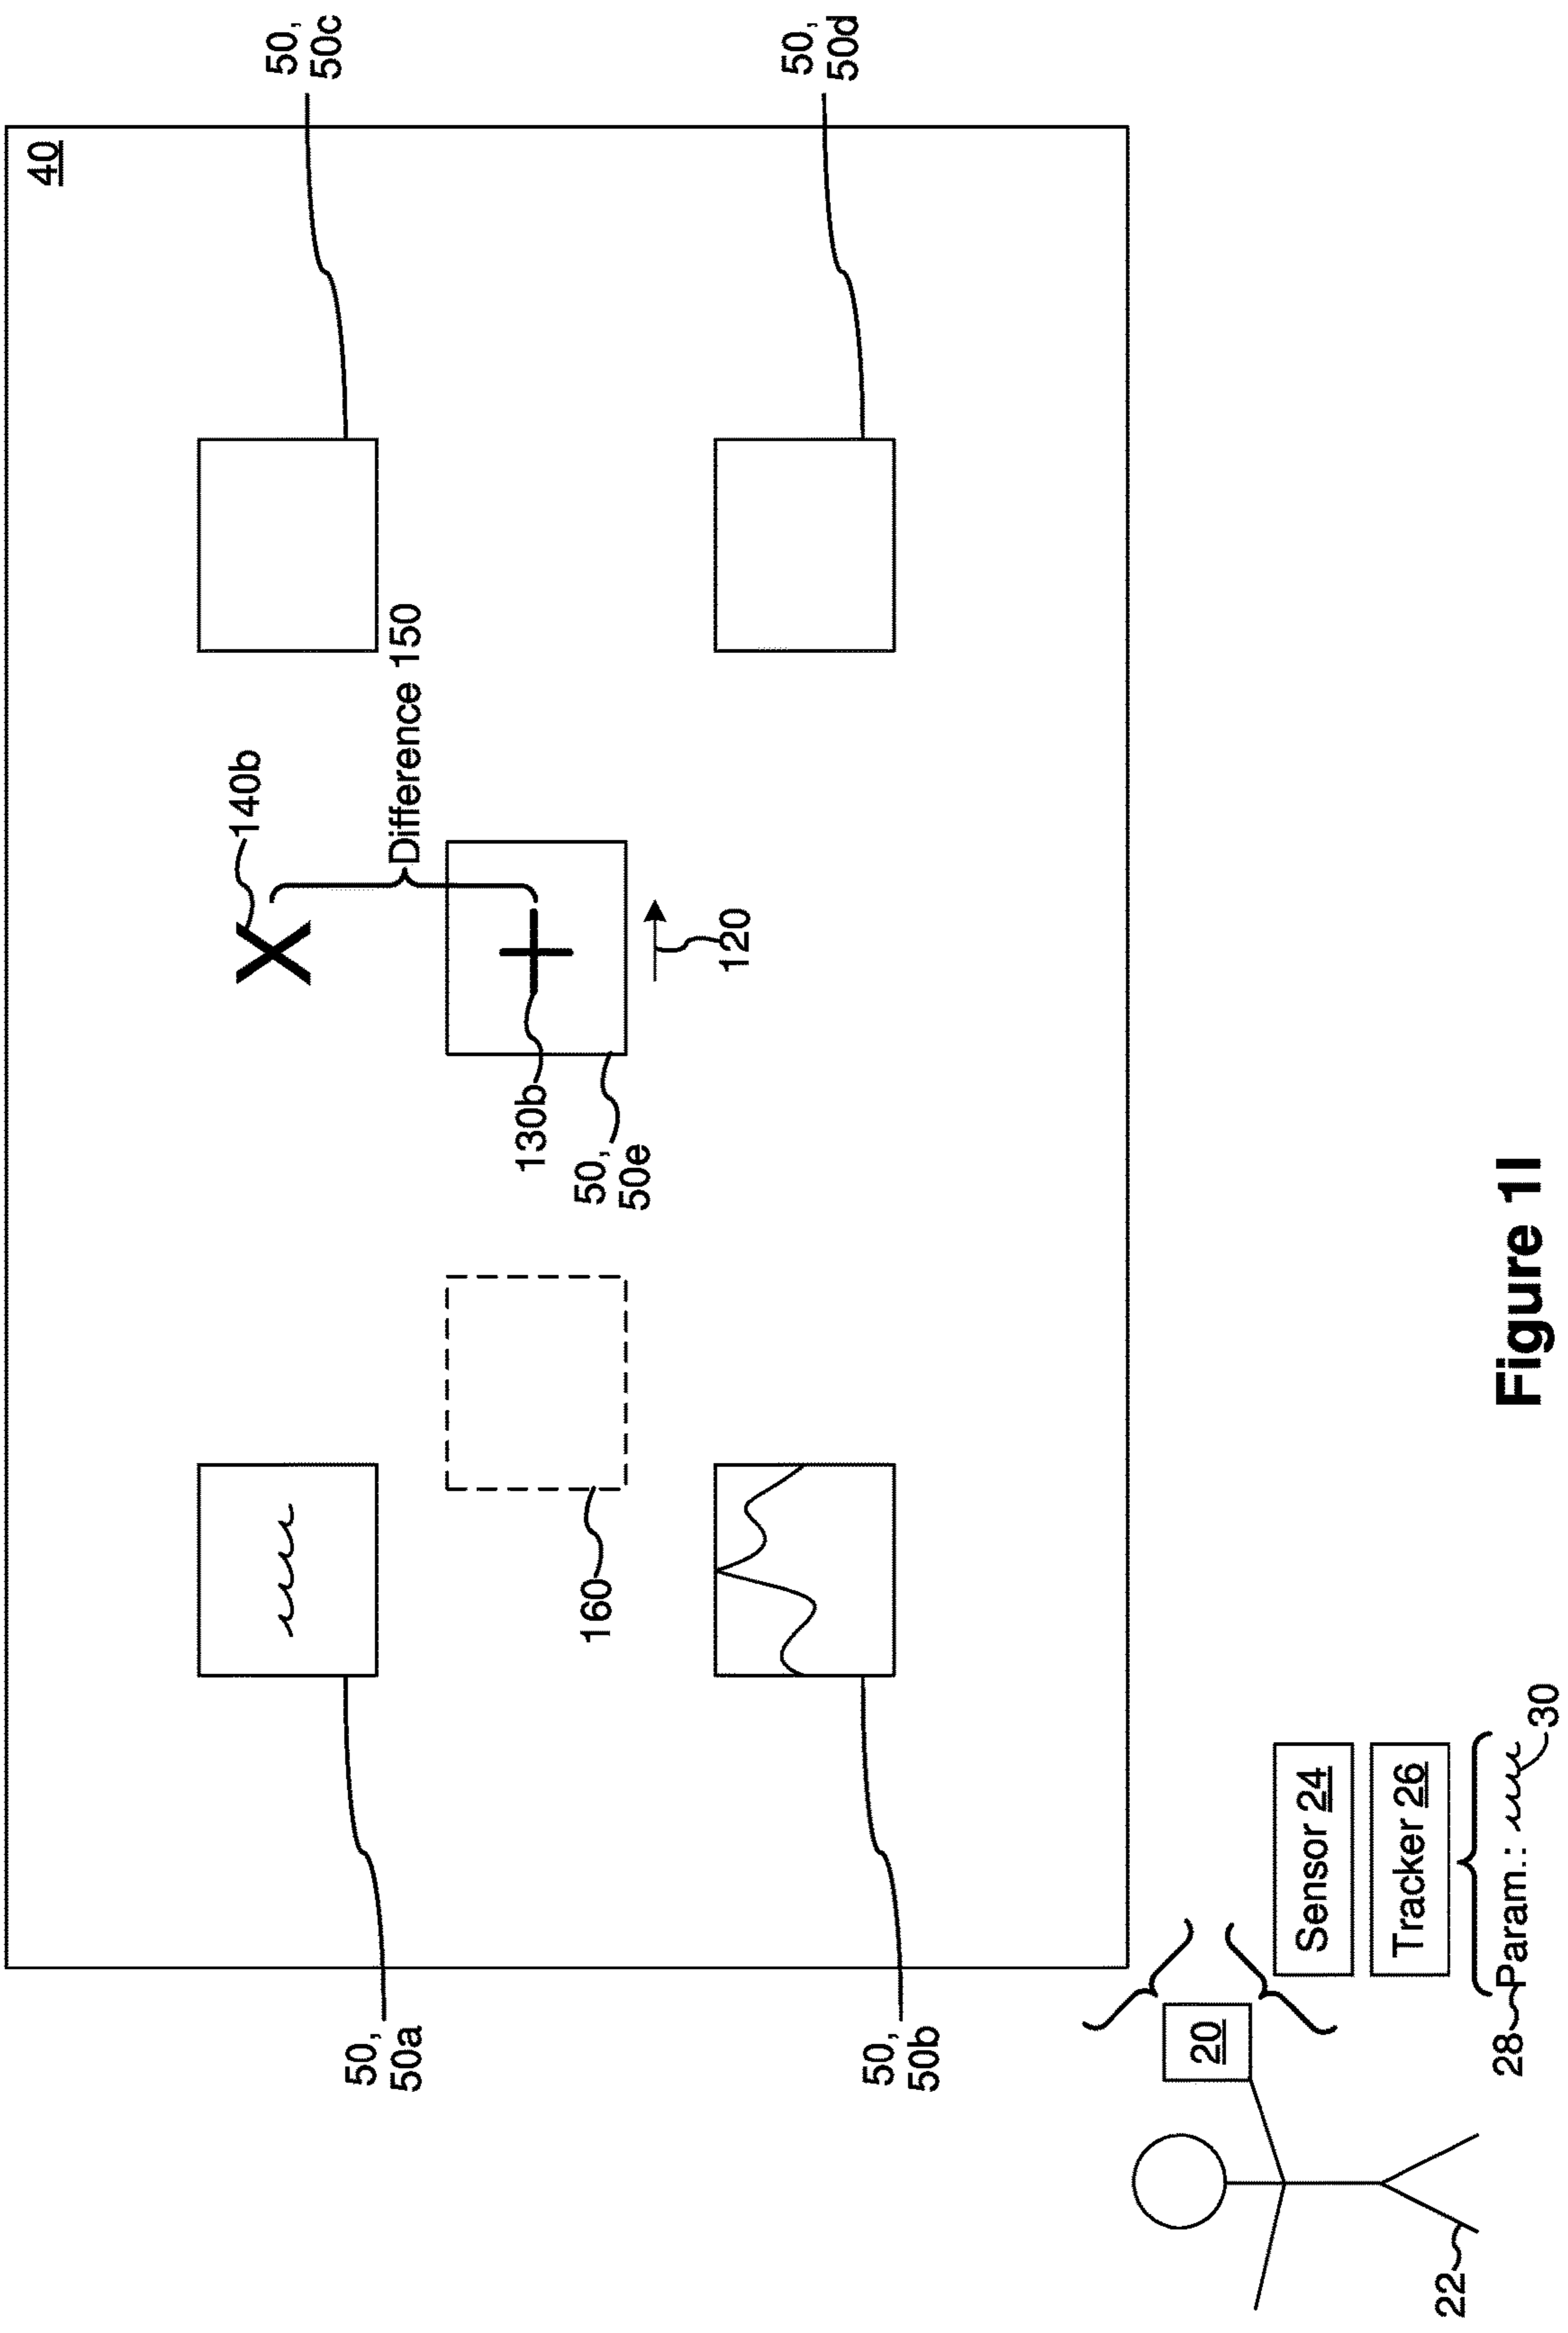 40
50,
50a
50,
50c
140b
Difference 150
130b
50,
50e
160
120
50,
50b
50,
50d
20
Sensor 24
Tracker 26
28
Param.:
30
22
Figure 1I